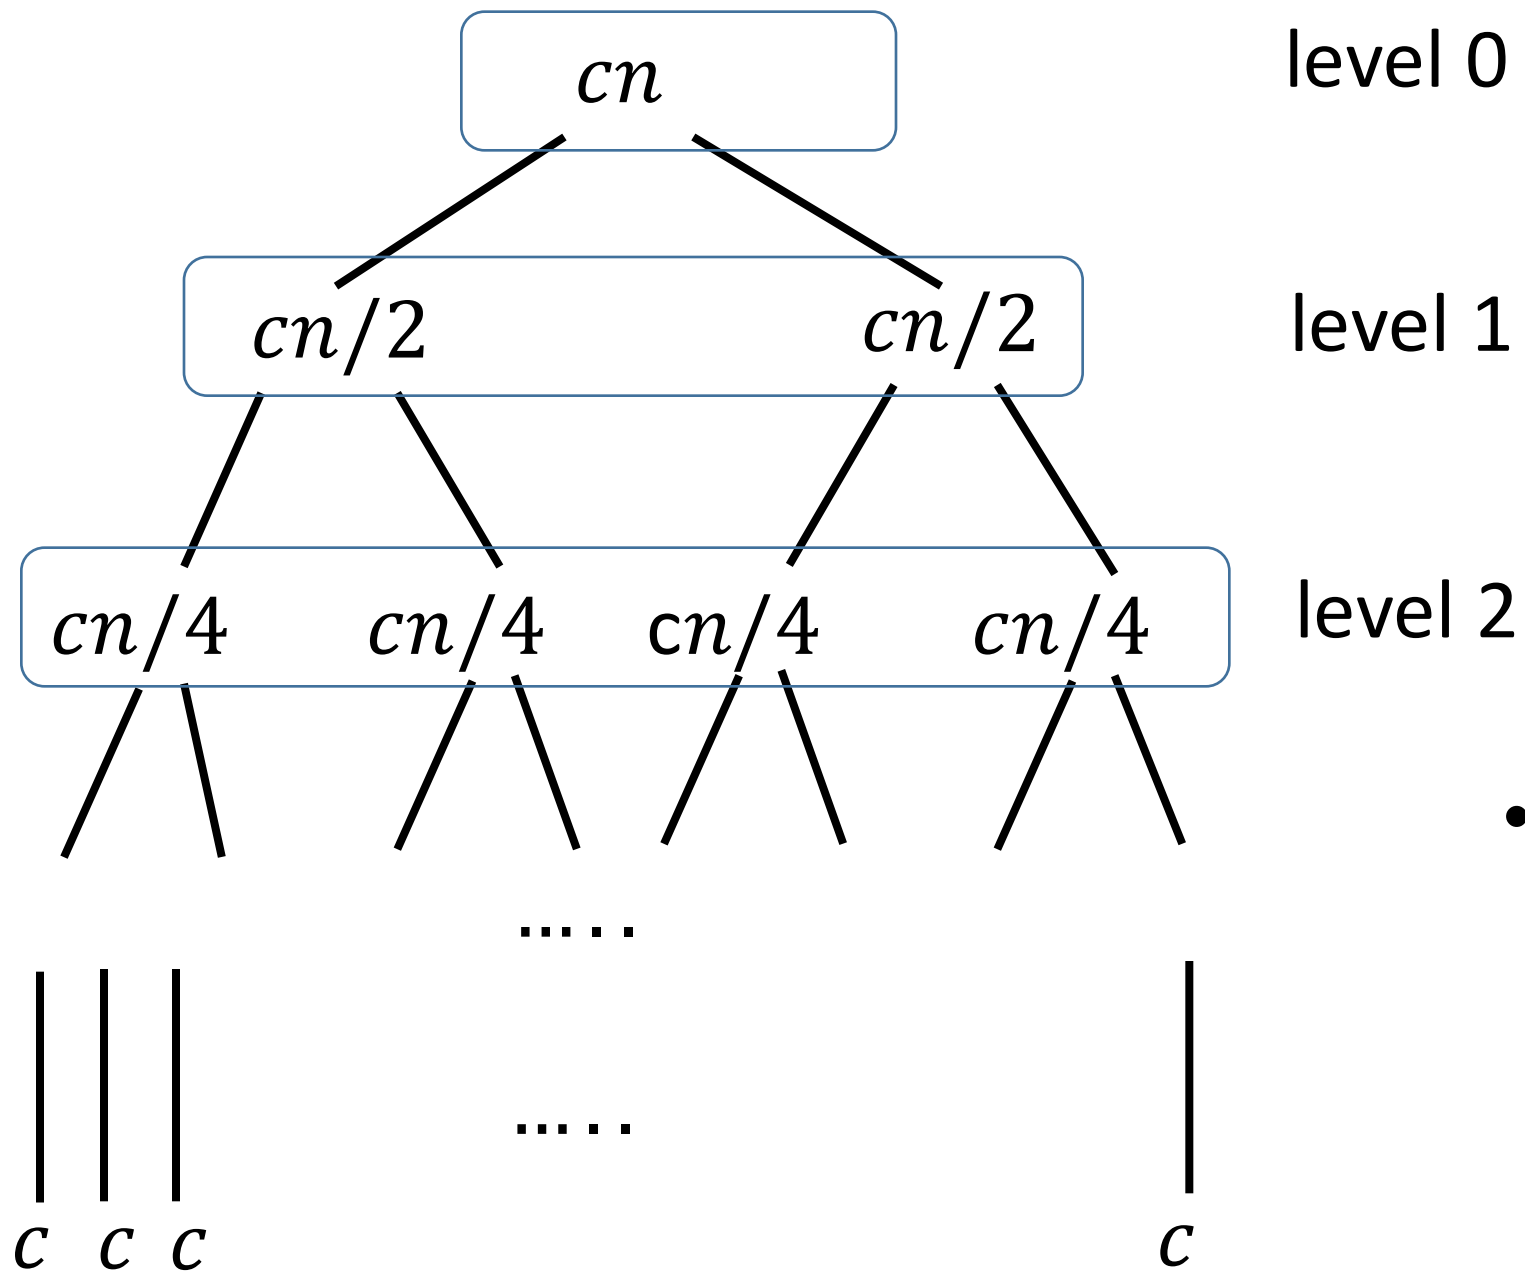 cn level 0
cn/2 cn/2 level 1
cn/4 cn/4 cn/4 cn/4 level 2
•
…..
…..
c c c c